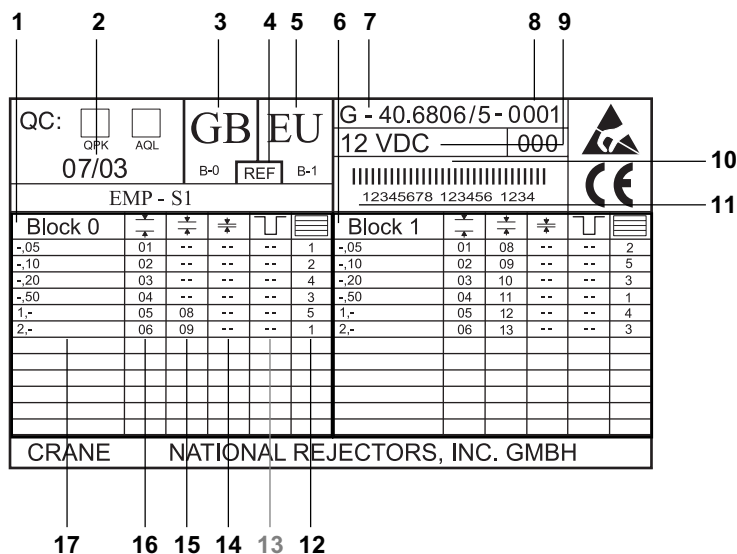 1 2 3 4 5 6 7 8 9
QC: QPK AQL GB EU G - 40.6806/5 - 0001
12 VDC 000
07/03 B-0 REF B-1 10
CE
EMP - S1 12345678 123456 1234 11
Block 0 Block 1
-,05 01 -- -- -- 1 -,05 01 08 -- -- 2
-,10 02 -- -- -- 2 -,10 02 09 -- -- 5
-,20 03 -- -- -- 4 -,20 03 10 -- -- 3
-,50 04 -- -- -- 3 -,50 04 11 -- -- 1
1,- 05 08 -- -- 5 1,- 05 12 -- -- 4
2,- 06 09 -- -- 1 2,- 06 13 -- -- 3
CRANE NATIONAL REJECTORS, INC. GMBH
17 16 15 14 13 12